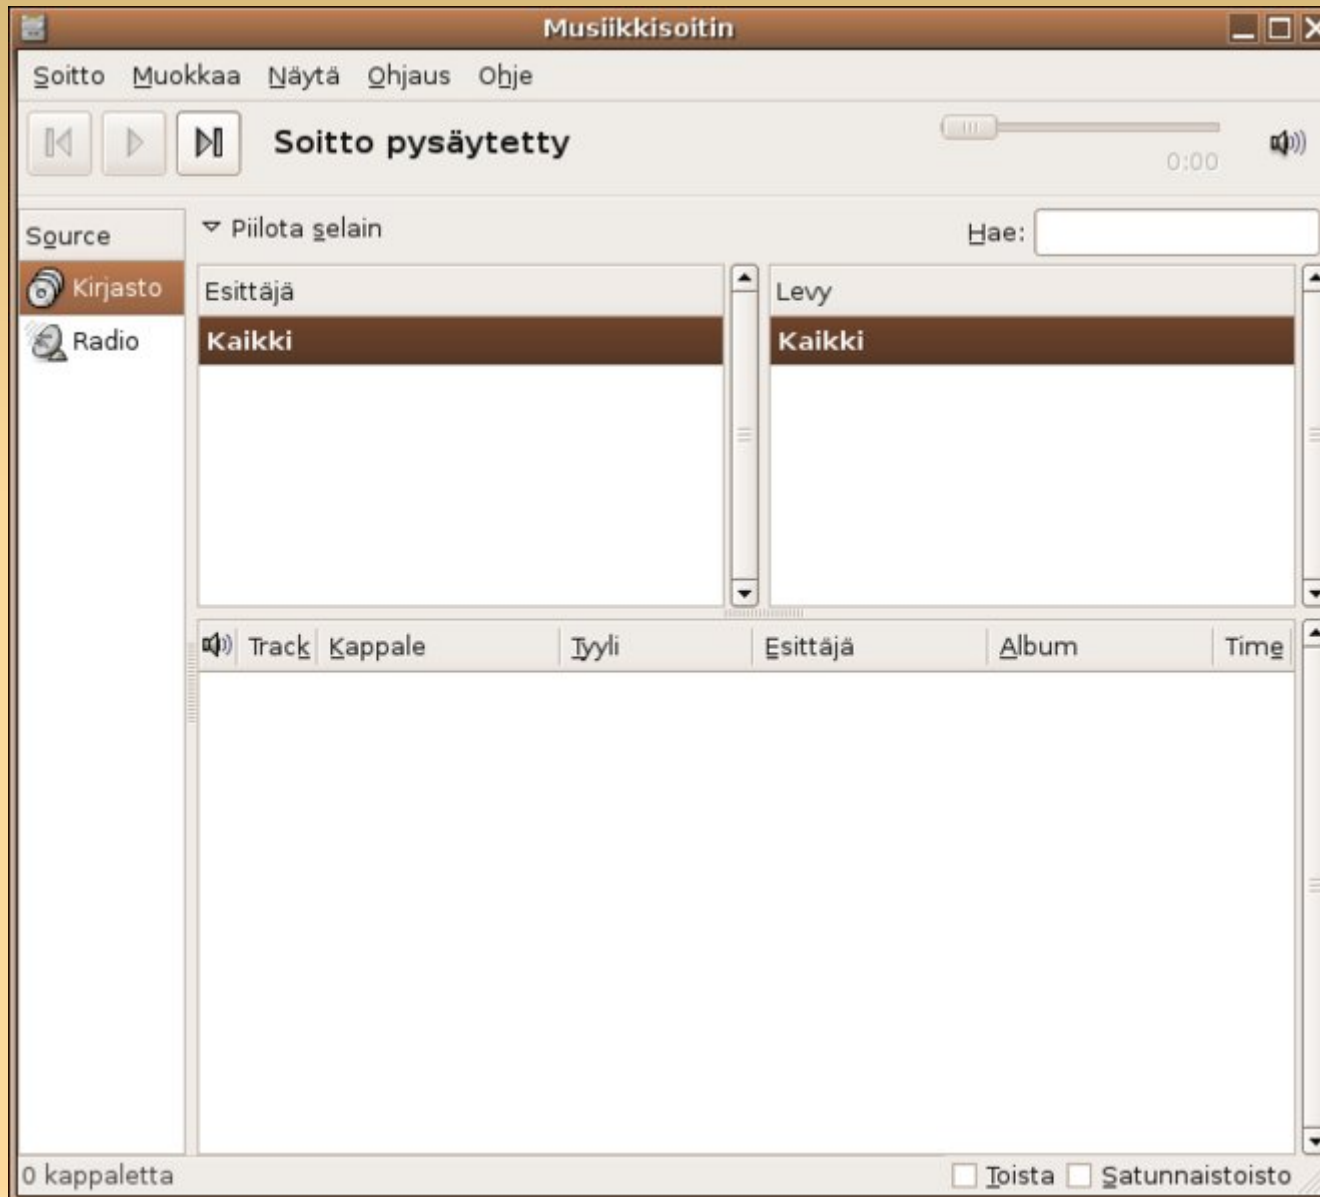 Musiikkisoitin
Soitto Muokkaa Näytä Ohjaus Ohje
Soitto pysäytetty
0:00
Source
Piilota selain
Hae:
Kirjasto
Radio
Esittäjä
Kaikki
Levy
Kaikki
Track Kappale Tyyli Esittäjä Album Time
0 kappaletta
Toista Satunnaistoisto